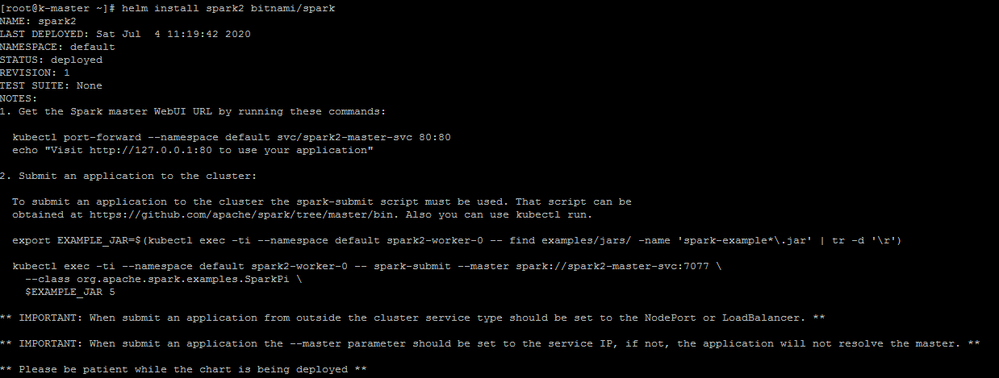 [root@k-master ~]# helm install spark2 bitnami/spark
NAME: spark2
LAST DEPLOYED: Sat Jul  4 11:19:42 2020
NAMESPACE: default
STATUS: deployed
REVISION: 1
TEST SUITE: None
NOTES:
1. Get the Spark master WebUI URL by running these commands:

  kubectl port-forward --namespace default svc/spark2-master-svc 80:80
  echo "Visit http://127.0.0.1:80 to use your application"

2. Submit an application to the cluster:

  To submit an application to the cluster the spark-submit script must be used. That script can be
  obtained at https://github.com/apache/spark/tree/master/bin. Also you can use kubectl run.

  export EXAMPLE_JAR=$(kubectl exec -ti --namespace default spark2-worker-0 -- find examples/jars/ -name 'spark-example*\.jar' | tr -d '\r')

  kubectl exec -ti --namespace default spark2-worker-0 -- spark-submit --master spark://spark2-master-svc:7077 \
    --class org.apache.spark.examples.SparkPi \
    $EXAMPLE_JAR 5

** IMPORTANT: When submit an application from outside the cluster service type should be set to the NodePort or LoadBalancer. **

** IMPORTANT: When submit an application the --master parameter should be set to the service IP, if not, the application will not resolve the master. **

** Please be patient while the chart is being deployed **